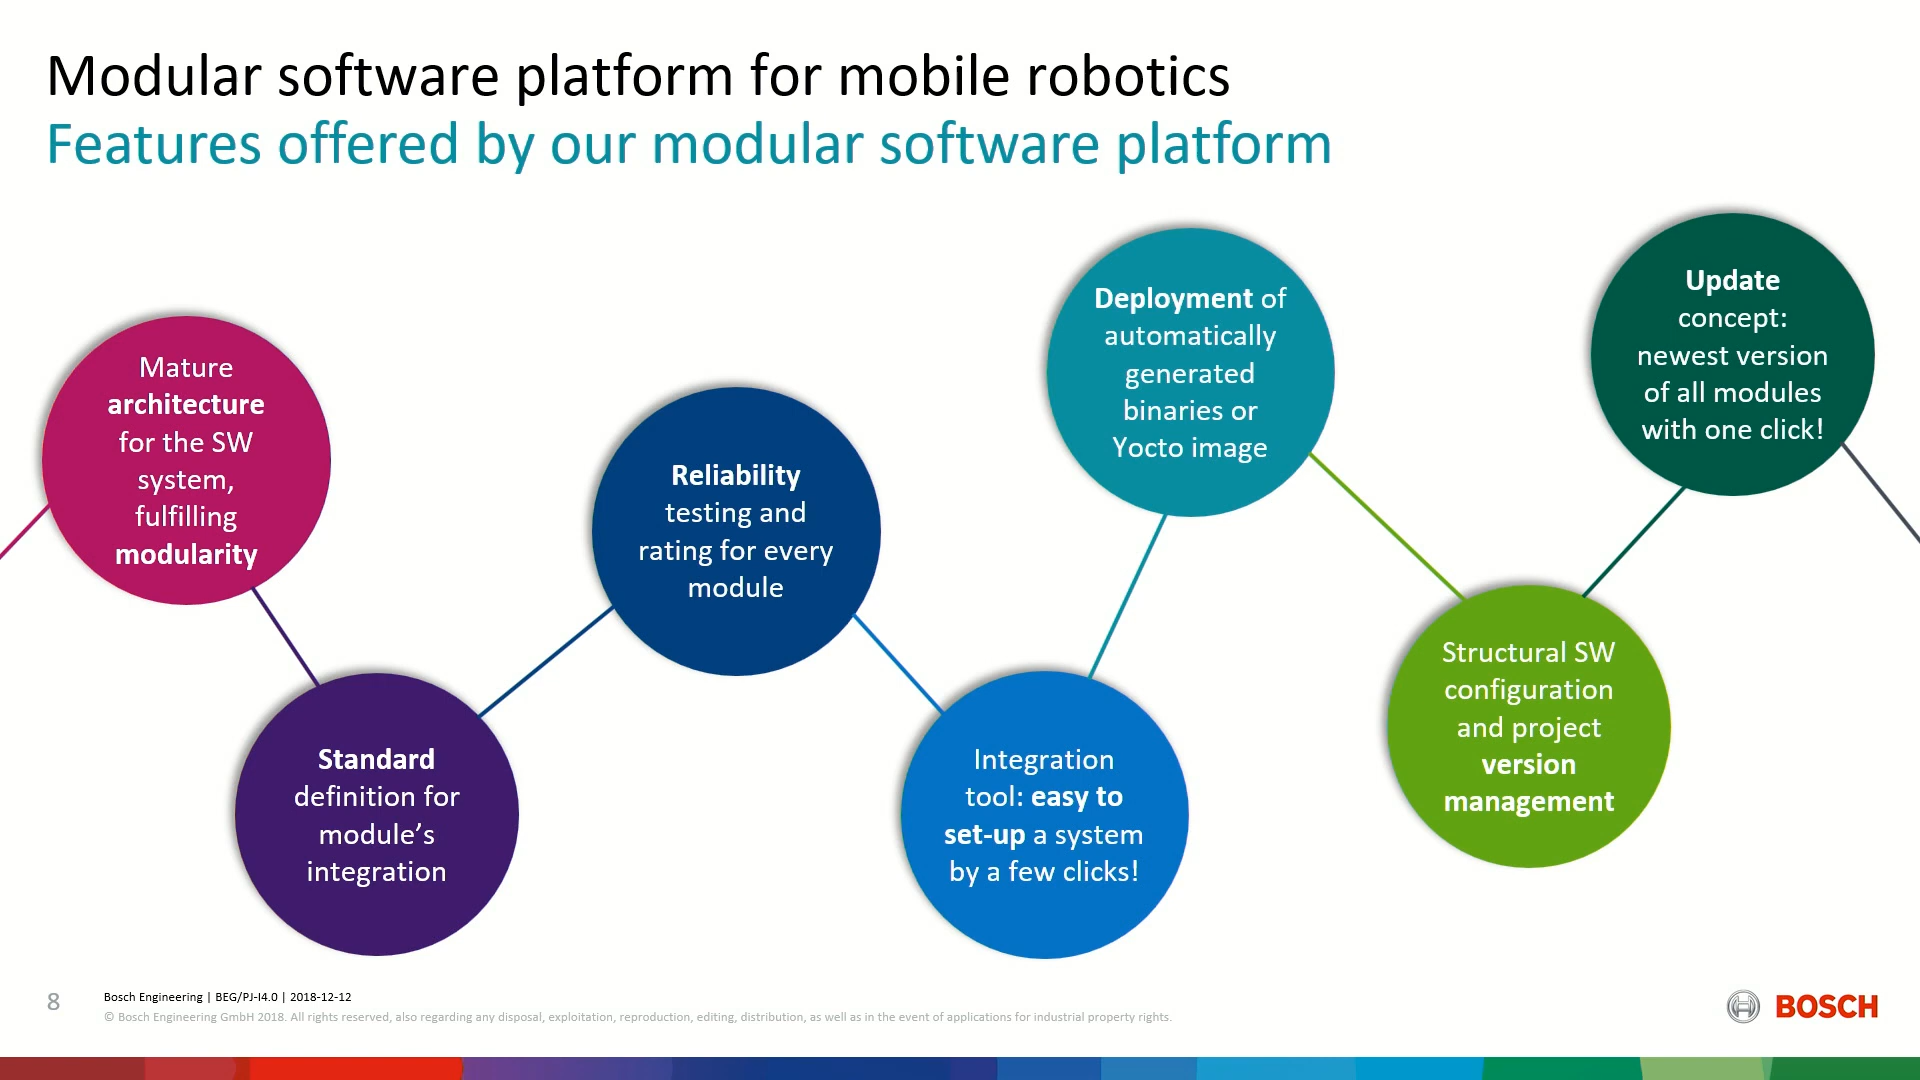 Modular software platform for mobile robotics
Features offered by our modular software platform
Mature
architecture
for the SW
system,
fulfilling
modularity
Standard
definition for
module’s
integration
Reliability
testing and
rating for every
module
Integration
tool: easy to
set-up a system
by a few clicks!
Deployment of
automatically
generated
binaries or
Yocto image
Structural SW
configuration
and project
version
management
Update
concept:
newest version
of all modules
with one click!
8
Bosch Engineering | BEG/PJ-I4.0 | 2018-12-12
© Bosch Engineering GmbH 2018. All rights reserved, also regarding any disposal, exploitation, reproduction, editing, distribution, as well as in the event of applications for industrial property rights.
BOSCH